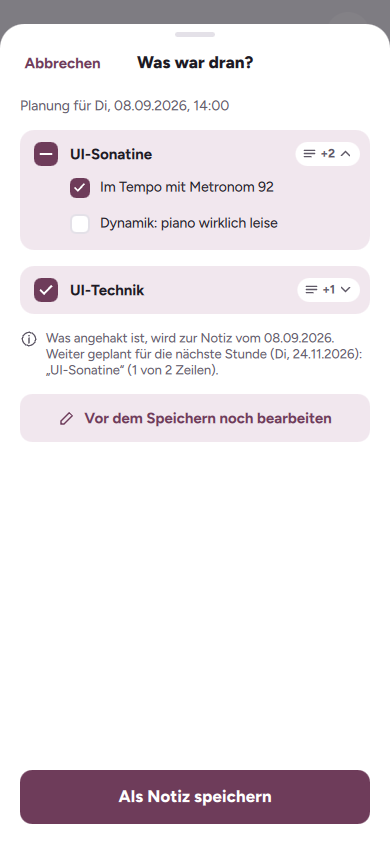 Abbrechen
Was war dran?
Planung für Di, 08.09.2026, 14:00
UI-Sonatine
+2
Im Tempo mit Metronom 92
Dynamik: piano wirklich leise
UI-Technik
+1
Was angehakt ist, wird zur Notiz vom 08.09.2026.
Weiter geplant für die nächste Stunde (Di, 24.11.2026):
„UI-Sonatine“ (1 von 2 Zeilen).
Vor dem Speichern noch bearbeiten
Als Notiz speichern